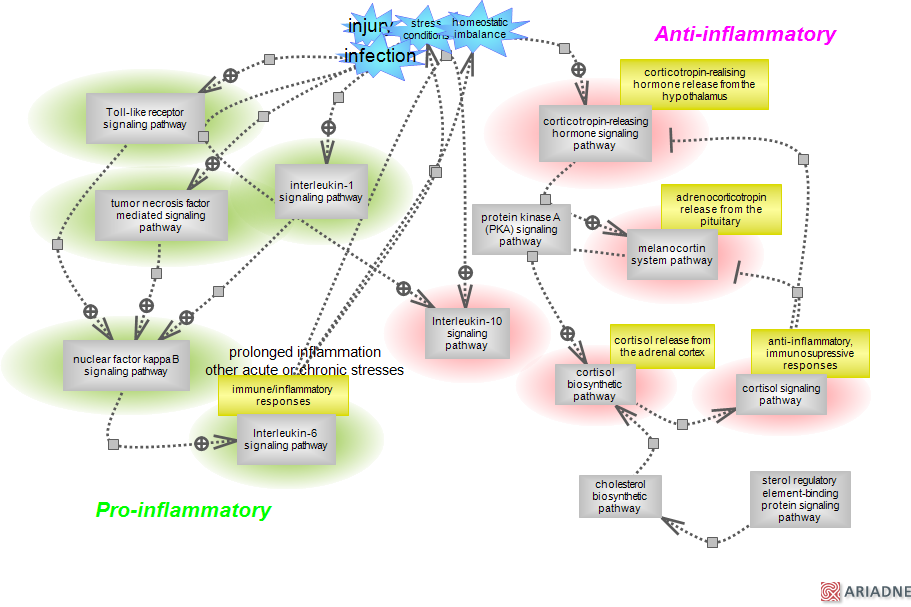 injury
infection
stress
conditions
homeostatic
imbalance
Anti-inflammatory
corticotropin-realising
hormone release from the
hypothalamus
Toll-like receptor
signaling pathway
corticotropin-releasing
hormone signaling
pathway
interleukin-1
signaling pathway
tumor necrosis factor
mediated signaling
pathway
adrenocorticotropin
release from the
pituitary
protein kinase A
(PKA) signaling
pathway
melanocortin
system pathway
Interleukin-10
signaling
pathway
nuclear factor kappa B
signaling pathway
prolonged inflammation
other acute or chronic stresses
cortisol release from
the adrenal cortex
anti-inflammatory,
immunosupressive
responses
immune/inflammatory
responses
cortisol
biosynthetic
pathway
cortisol signaling
pathway
Interleukin-6
signaling pathway
Pro-inflammatory
cholesterol
biosynthetic
pathway
sterol regulatory
element-binding
protein signaling
pathway
ARIADNE